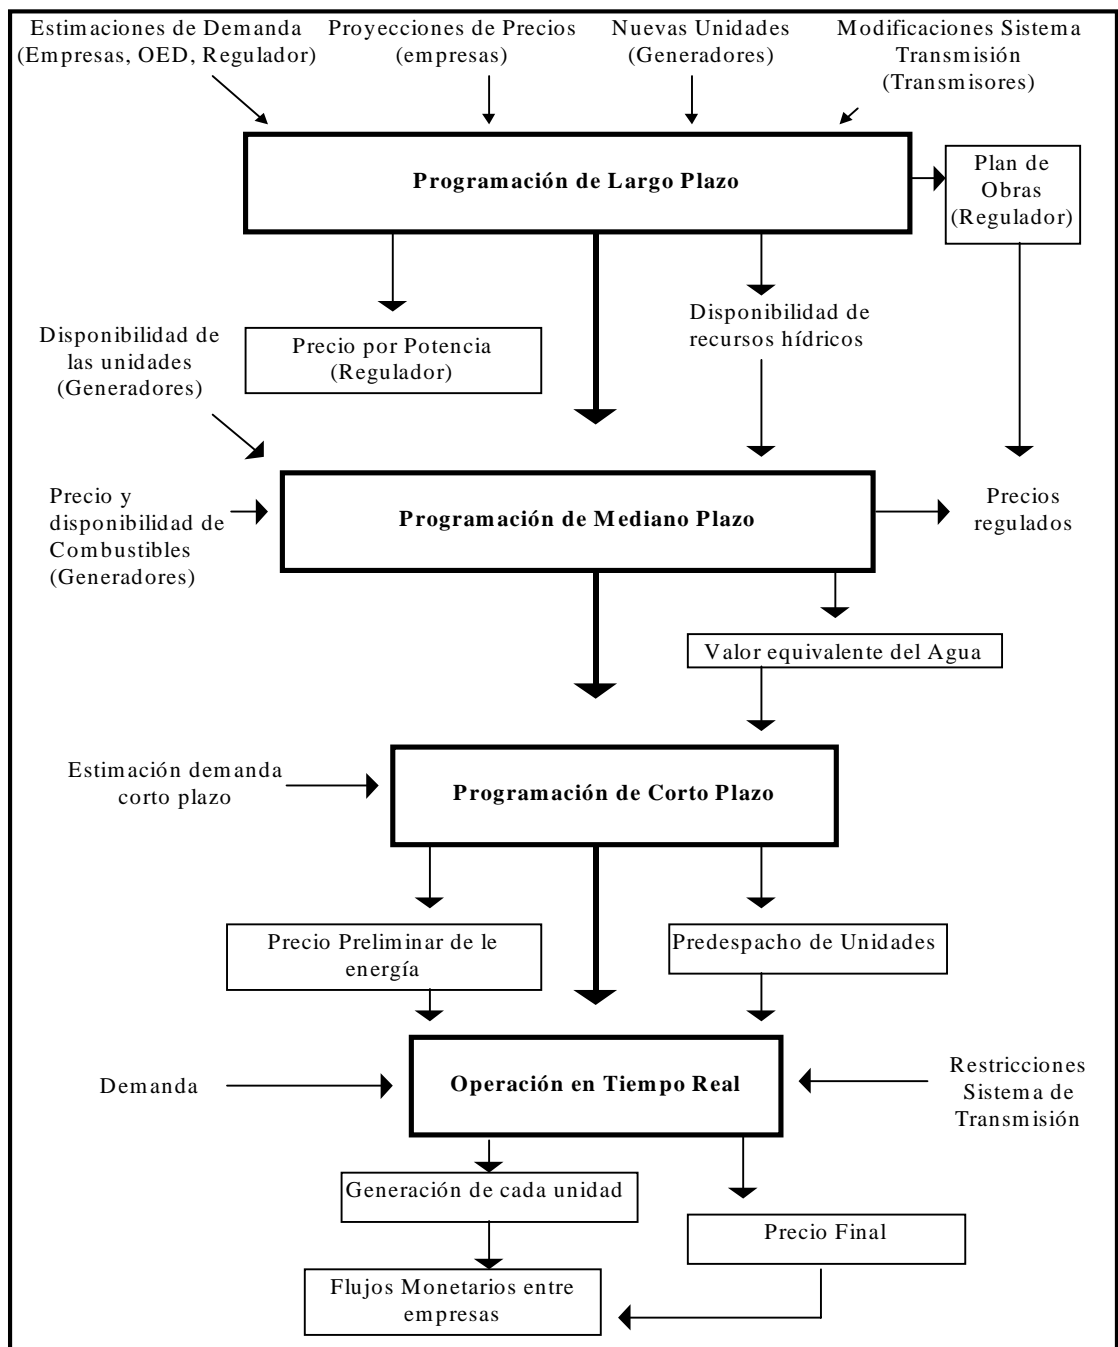 Estimaciones de Demanda
(Empresas, OED, Regulador)
Proyecciones de Precios
(empresas)
Nuevas Unidades
(Generadores)
Modificaciones Sistema
Transmisión
(Transmisores)
Programación de Largo Plazo
Plan de
Obras
(Regulador)
Disponibilidad de
las unidades
(Generadores)
Precio por Potencia
(Regulador)
Disponibilidad de
recursos hídricos
Precio y
disponibilidad de
Combustibles
(Generadores)
Programación de Mediano Plazo
Precios
regulados
Valor equivalente del Agua
Estimación demanda
corto plazo
Programación de Corto Plazo
Precio Preliminar de le
energía
Predespacho de Unidades
Demanda
Operación en Tiempo Real
Restricciones
Sistema de
Transmisión
Generación de cada unidad
Precio Final
Flujos Monetarios entre
empresas